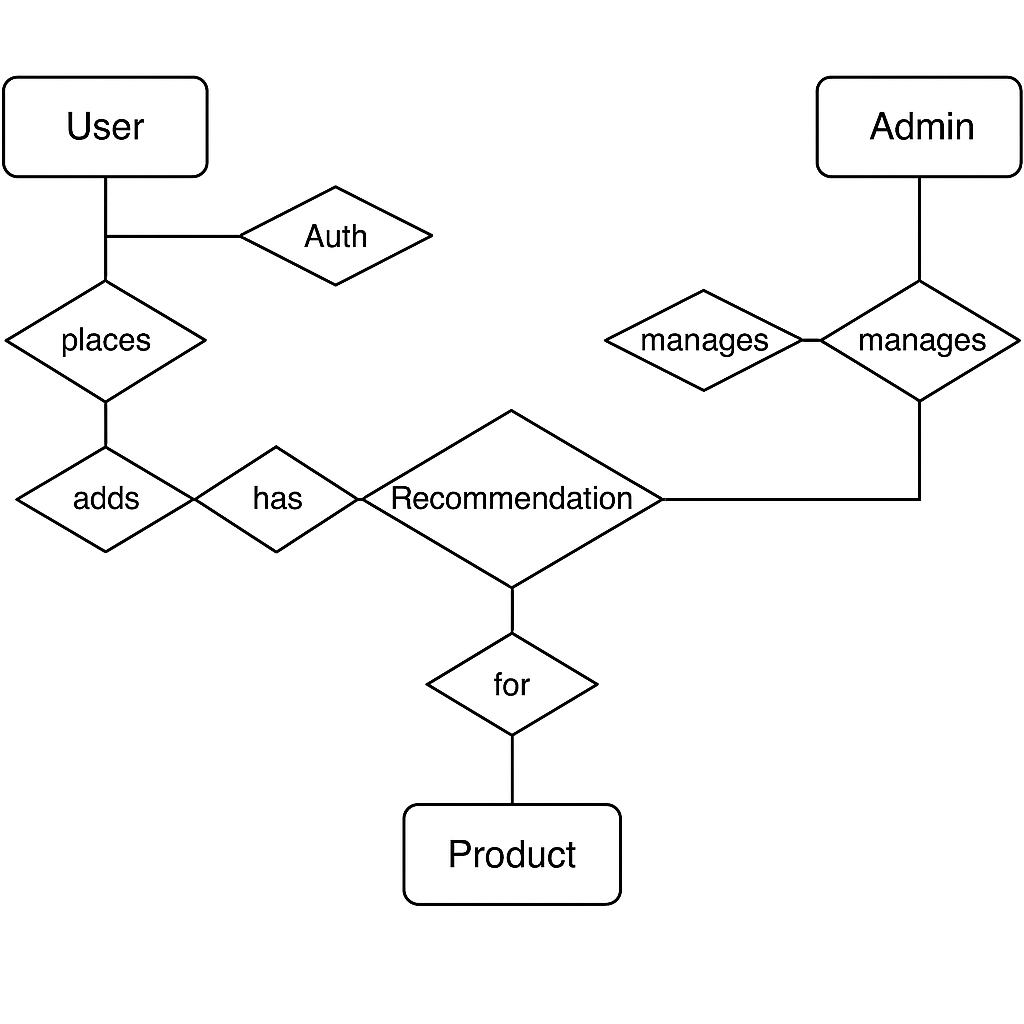 User
Admin
Auth
places
manages
manages
adds
has
Recommendation
for
Product